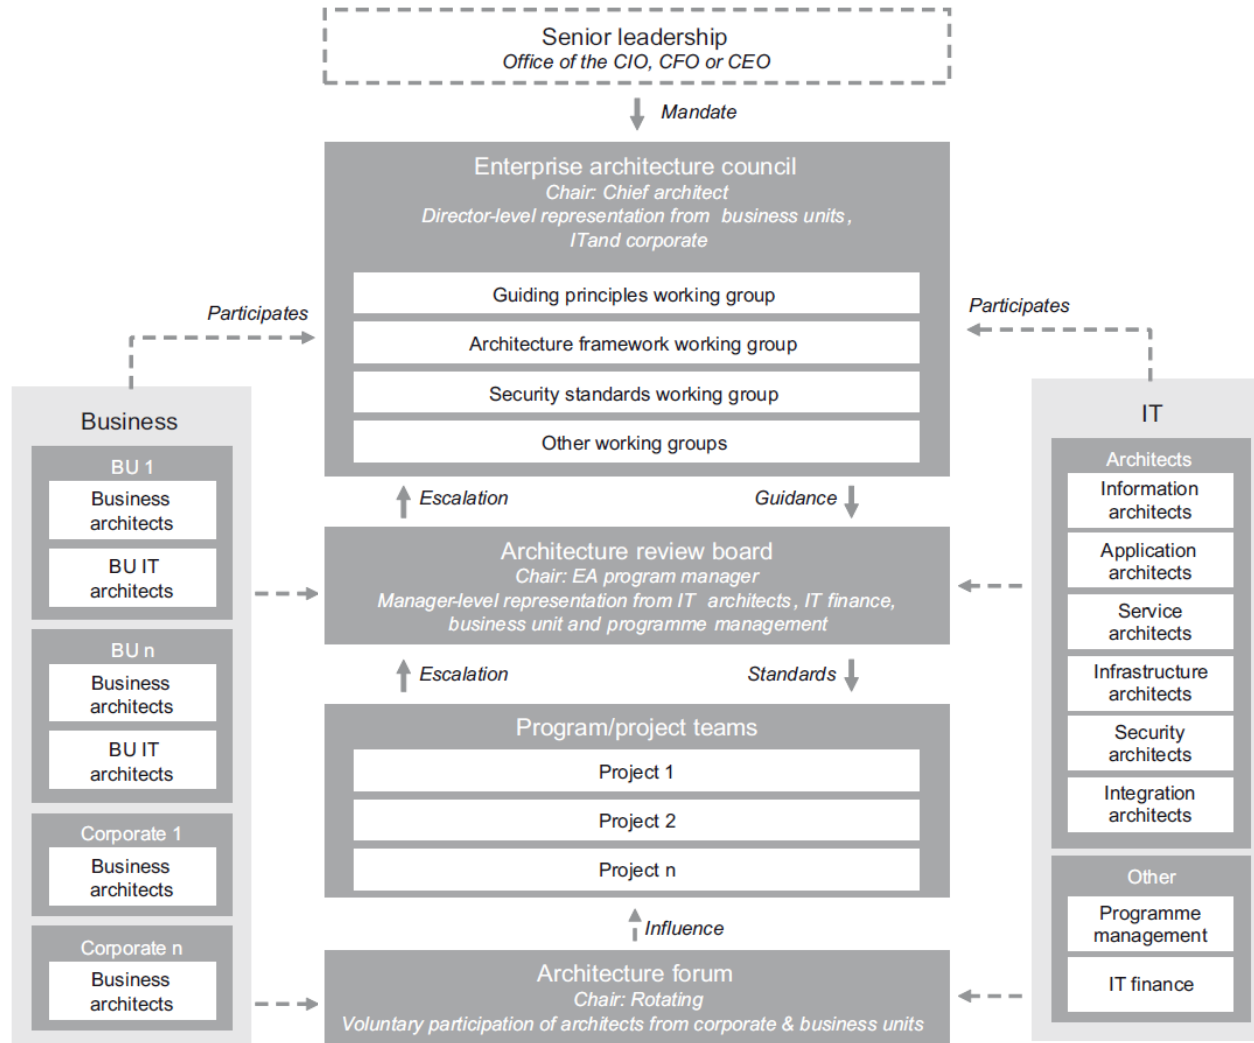 Senior leadership
Office of the CIO, CFO or CEO
Mandate
Enterprise architecture council
Chair: Chief architect
Director-level representation from business units,
ITand corporate
Guiding principles working group
Architecture framework working group
Security standards working group
Other working groups
Participates
Participates
Business
BU 1
Business
architects
BU IT
architects
BU n
Business
architects
BU IT
architects
Corporate 1
Business
architects
Corporate n
Business
architects
Escalation
Guidance
Architecture review board
Chair: EA program manager
Manager-level representation from IT architects, IT finance,
business unit and programme management
Escalation
Standards
Program/project teams
Project 1
Project 2
Project n
Influence
Architecture forum
Chair: Rotating
Voluntary participation of architects from corporate & business units
IT
Architects
Information
architects
Application
architects
Service
architects
Infrastructure
architects
Security
architects
Integration
architects
Other
Programme
management
IT finance